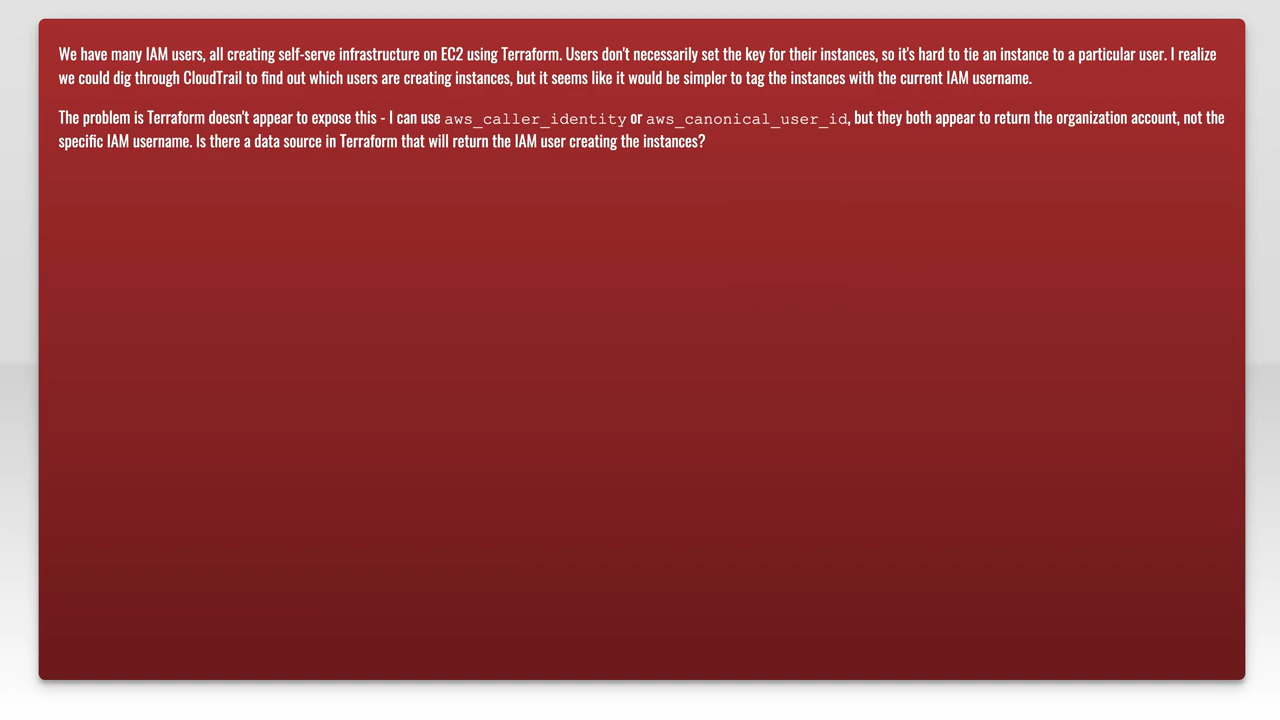 We have many IAM users, all creating self-serve infrastructure on EC2 using Terraform. Users don't necessarily set the key for their instances, so it's hard to tie an instance to a particular user. I realize
we could dig through CloudTrail to find out which users are creating instances, but it seems like it would be simpler to tag the instances with the current IAM username.
The problem is Terraform doesn't appear to expose this - I can use aws_caller_identity or aws_canonical_user_id, but they both appear to return the organization account, not the
specific IAM username. Is there a data source in Terraform that will return the IAM user creating the instances?